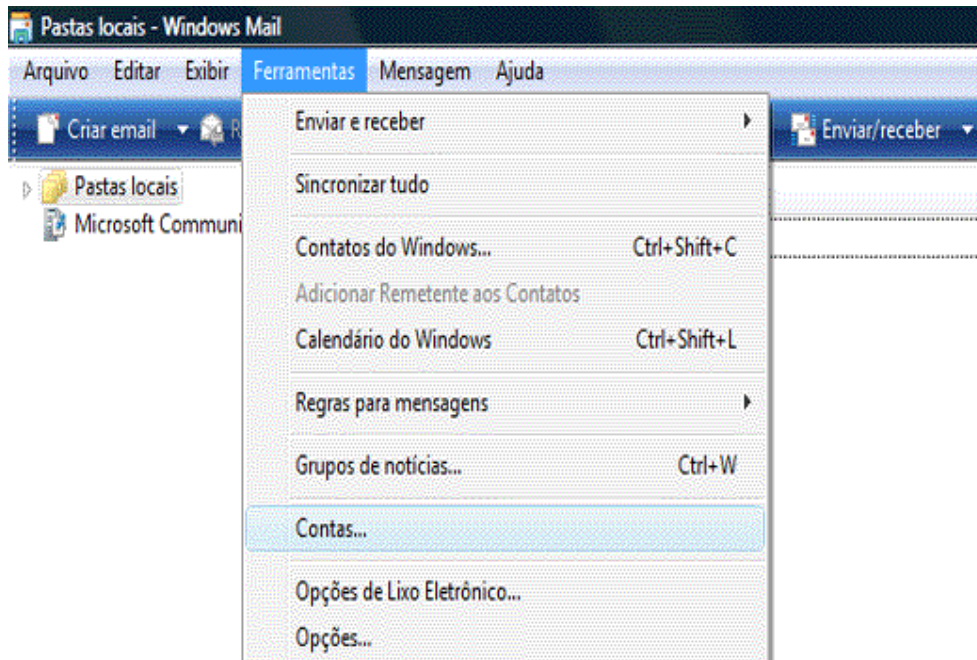 Pastas locais - Windows Mail
Arquivo Editar Exibir Ferramentas Mensagem Ajuda
Criar email Enviar/receber
Pastas locais
Microsoft Communi
Enviar e receber
Sincronizar tudo
Contatos do Windows... Ctrl+Shift+C
Adicionar Remetente aos Contatos
Calendário do Windows Ctrl+Shift+L
Regras para mensagens
Grupos de notícias... Ctrl+W
Contas...
Opções de Lixo Eletrônico...
Opções...